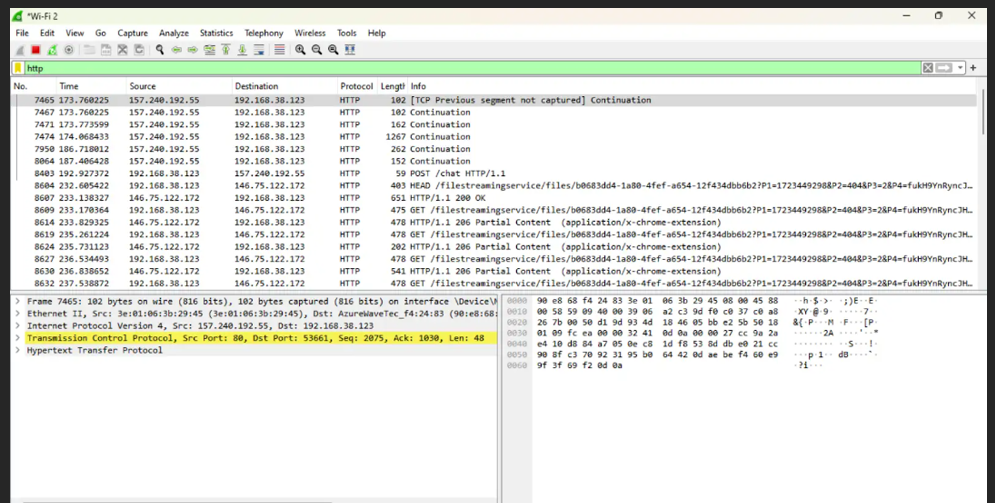 *Wi-Fi 2
File Edit View Go Capture Analyze Statistics Telephony Wireless Tools Help
http
No. Time Source Destination Protocol Length Info
7465 173.760225 157.240.192.55 192.168.38.123 HTTP 102 [TCP Previous segment not captured] Continuation
7467 173.760225 157.240.192.55 192.168.38.123 HTTP 102 Continuation
7471 173.773599 157.240.192.55 192.168.38.123 HTTP 162 Continuation
7474 174.068433 157.240.192.55 192.168.38.123 HTTP 1267 Continuation
7950 186.718012 157.240.192.55 192.168.38.123 HTTP 262 Continuation
8064 187.406428 157.240.192.55 192.168.38.123 HTTP 152 Continuation
8403 192.927372 192.168.38.123 157.240.192.55 HTTP 59 POST /chat HTTP/1.1
8604 232.605422 192.168.38.123 146.75.122.172 HTTP 403 HEAD /filestreamingservice/files/b0683dd4-1a80-4fef-a654-12f434dbb6b2?P1=1723449298&P2=404&P3=2&P4=fukH9YnRyncJ…
8607 233.138327 146.75.122.172 192.168.38.123 HTTP 651 HTTP/1.1 200 OK
8609 233.170364 192.168.38.123 146.75.122.172 HTTP 475 GET /filestreamingservice/files/b0683dd4-1a80-4fef-a654-12f434dbb6b2?P1=1723449298&P2=404&P3=2&P4=fukH9YnRyncJH…
8614 233.829325 146.75.122.172 192.168.38.123 HTTP 478 HTTP/1.1 206 Partial Content (application/x-chrome-extension)
8619 235.261224 192.168.38.123 146.75.122.172 HTTP 478 GET /filestreamingservice/files/b0683dd4-1a80-4fef-a654-12f434dbb6b2?P1=1723449298&P2=404&P3=2&P4=fukH9YnRyncJH…
8624 235.731123 146.75.122.172 192.168.38.123 HTTP 202 HTTP/1.1 206 Partial Content (application/x-chrome-extension)
8627 236.534493 192.168.38.123 146.75.122.172 HTTP 478 GET /filestreamingservice/files/b0683dd4-1a80-4fef-a654-12f434dbb6b2?P1=1723449298&P2=404&P3=2&P4=fukH9YnRyncJH…
8630 236.838652 146.75.122.172 192.168.38.123 HTTP 541 HTTP/1.1 206 Partial Content (application/x-chrome-extension)
8632 237.538872 192.168.38.123 146.75.122.172 HTTP 478 GET /filestreamingservice/files/b0683dd4-1a80-4fef-a654-12f434dbb6b2?P1=1723449298&P2=404&P3=2&P4=fukH9YnRyncJH…
Frame 7465: 102 bytes on wire (816 bits), 102 bytes captured (816 bits) on interface \Device\
Ethernet II, Src: 3e:01:06:3b:29:45 (3e:01:06:3b:29:45), Dst: AzureWaveTec_f4:24:83 (90:e8:68:
Internet Protocol Version 4, Src: 157.240.192.55, Dst: 192.168.38.123
Transmission Control Protocol, Src Port: 80, Dst Port: 53661, Seq: 2075, Ack: 1030, Len: 48
Hypertext Transfer Protocol
0000 90 e8 68 f4 24 83 3e 01 06 3b 29 45 08 00 45 88 ··h·$·>· ·;)E··E·
0010 00 58 59 09 40 00 39 06 a2 c3 9d f0 c0 37 c0 a8 ·XY·@·9· ·····7··
0020 26 7b 00 50 d1 9d 93 4d 18 46 05 bb e2 5b 50 18 &{·P···M ·F···[P·
0030 01 09 fc ea 00 00 32 41 0d 0a 00 00 27 cc 9a 2a ······2A ····'··*
0040 e4 10 d8 84 a7 05 0e c8 1d f8 53 8d db e0 21 cc ········ ··S···!·
0050 90 8f c3 70 92 31 95 b0 64 42 0d ae be f4 60 e9 ···p·1·· dB····`·
0060 9f 3f 69 f2 0d 0a ·?i···